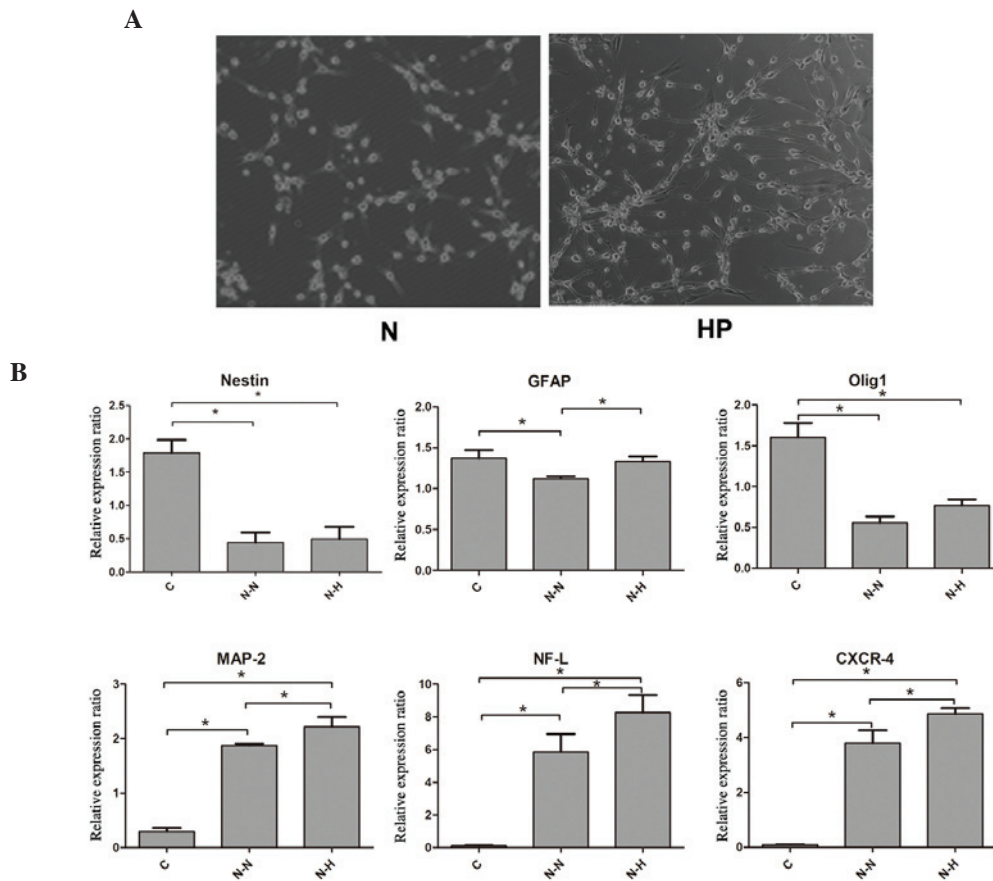 A
N
HP
B
Nestin
Relative expression ratio
2.5
2.0
1.5
1.0
0.5
0.0
*
*
C
N-N
N-H
GFAP
Relative expression ratio
2.0
1.5
1.0
0.5
0.0
*
*
C
N-N
N-H
Olig1
Relative expression ratio
2.0
1.5
1.0
0.5
0.0
*
*
C
N-N
N-H
MAP-2
Relative expression ratio
3
2
1
0
*
*
*
C
N-N
N-H
NF-L
Relative expression ratio
10
8
6
4
2
0
*
*
*
C
N-N
N-H
CXCR-4
Relative expression ratio
6
4
2
0
*
*
*
C
N-N
N-H